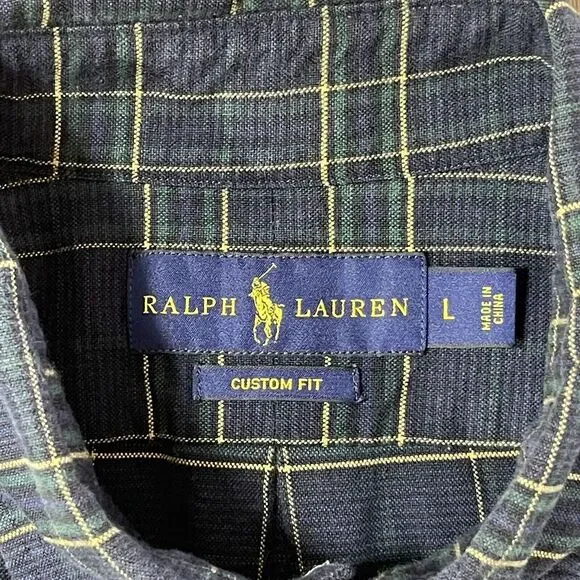 RALPH LAUREN
L
MADE IN
CHINA
CUSTOM FIT